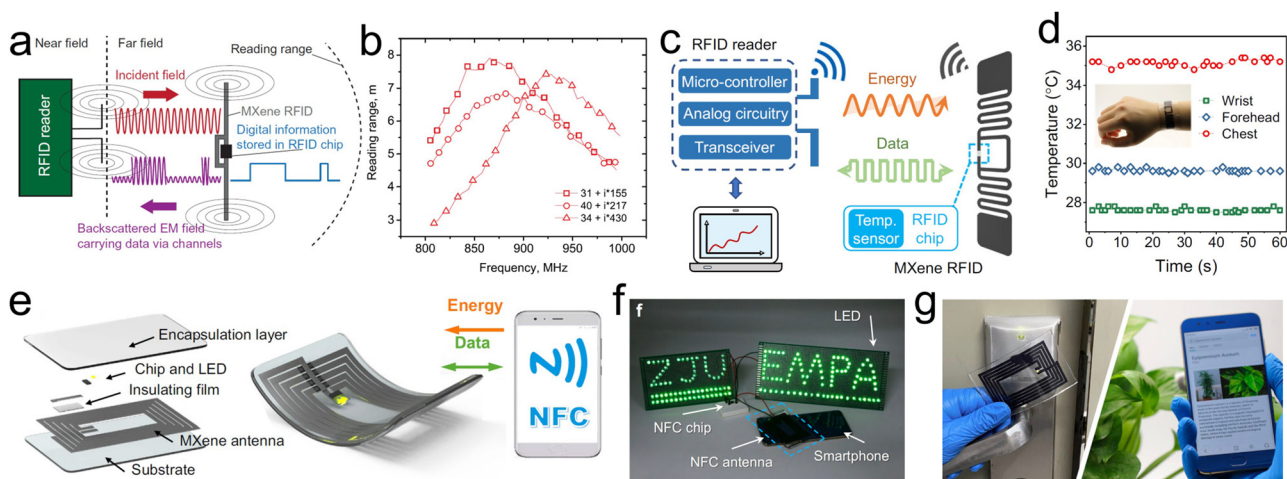 a
Near field
Far field
Reading range
Incident field
MXene RFID
Digital information
stored in RFID chip
RFID reader
Backscattered EM field
carrying data via channels
b
Reading range, m
8
7
6
5
4
3
31 + i*155
40 + i*217
34 + i*430
800
850
900
950
1000
Frequency, MHz
c
RFID reader
Micro-controller
Analog circuitry
Transceiver
Energy
Data
Temp.
sensor
RFID
chip
MXene RFID
d
Temperature (°C)
36
34
32
30
28
Wrist
Forehead
Chest
0
10
20
30
40
50
60
Time (s)
e
Encapsulation layer
Chip and LED
Insulating film
MXene antenna
Substrate
Energy
Data
NFC
f
f
LED
ZJU
EMPA
NFC chip
NFC antenna
Smartphone
g